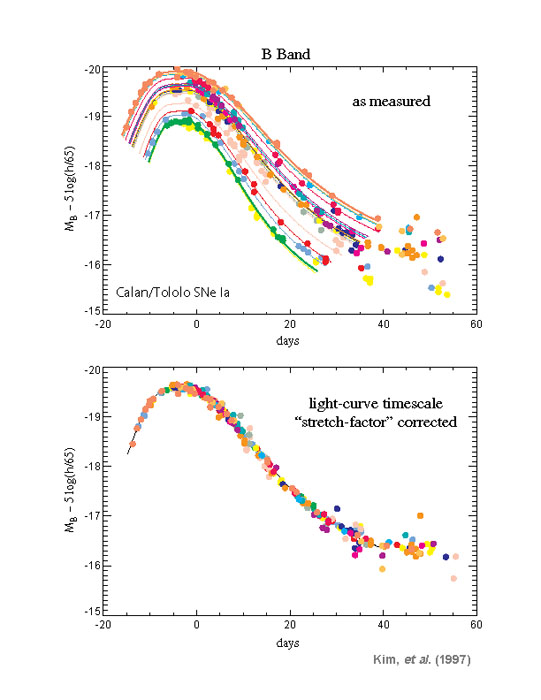 B Band
as measured
-20
-19
-18
-17
-16
-15
M_B – 5 log(h/65)
Calan/Tololo SNe Ia
-20
0
20
40
60
days
light-curve timescale
“stretch-factor” corrected
-20
-19
-18
-17
-16
-15
M_B – 5 log(h/65)
-20
0
20
40
60
days
Kim, et al. (1997)